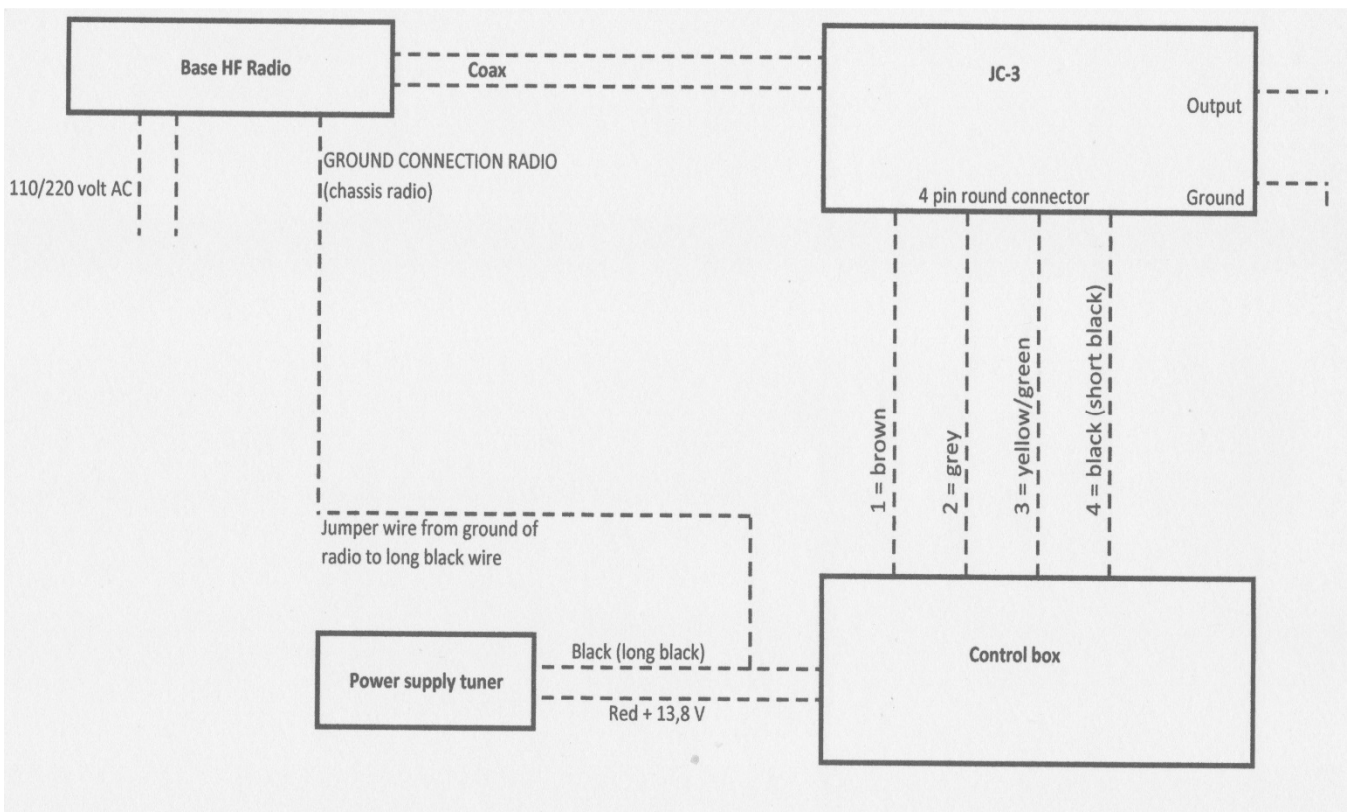 Base HF Radio
Coax
JC-3
Output
Ground
4 pin round connector
110/220 volt AC
GROUND CONNECTION RADIO
(chassis radio)
1 = brown
2 = grey
3 = yellow/green
4 = black (short black)
Jumper wire from ground of
radio to long black wire
Power supply tuner
Black (long black)
Red + 13,8 V
Control box